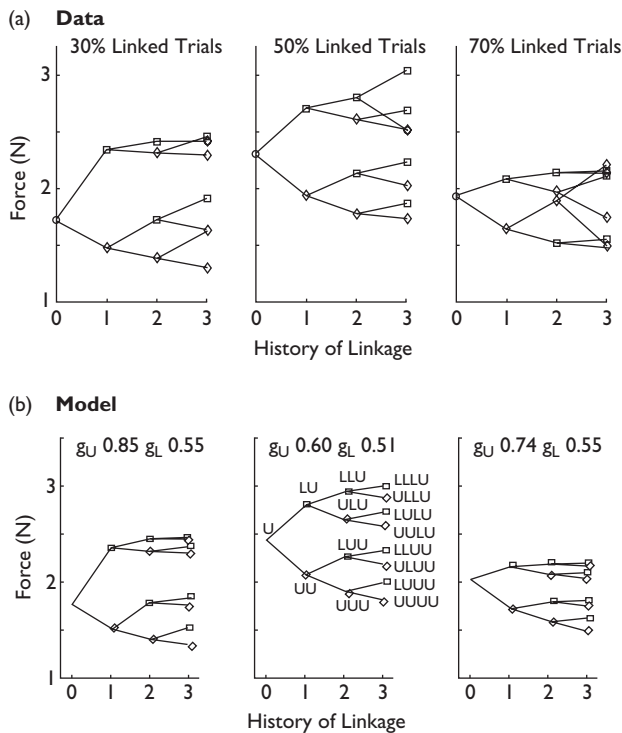 (a) Data
30% Linked Trials 50% Linked Trials 70% Linked Trials
3
2
1
Force (N)
0 1 2 3 0 1 2 3 0 1 2 3
History of Linkage
(b) Model
gU 0.85 gL 0.55 gU 0.60 gL 0.51 gU 0.74 gL 0.55
3
2
1
Force (N)
U
LU
UU
LLU
ULU
LUU
UUU
LLLU
ULLU
LULU
UULU
LLUU
ULUU
LUUU
UUUU
0 1 2 3 0 1 2 3 0 1 2 3
History of Linkage